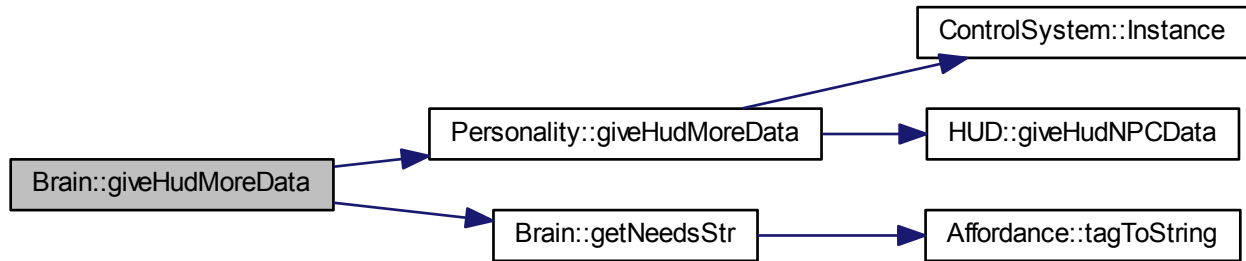 ControlSystem::Instance
Personality::giveHudMoreData
HUD::giveHudNPCData
Brain::giveHudMoreData
Brain::getNeedsStr
Affordance::tagToString